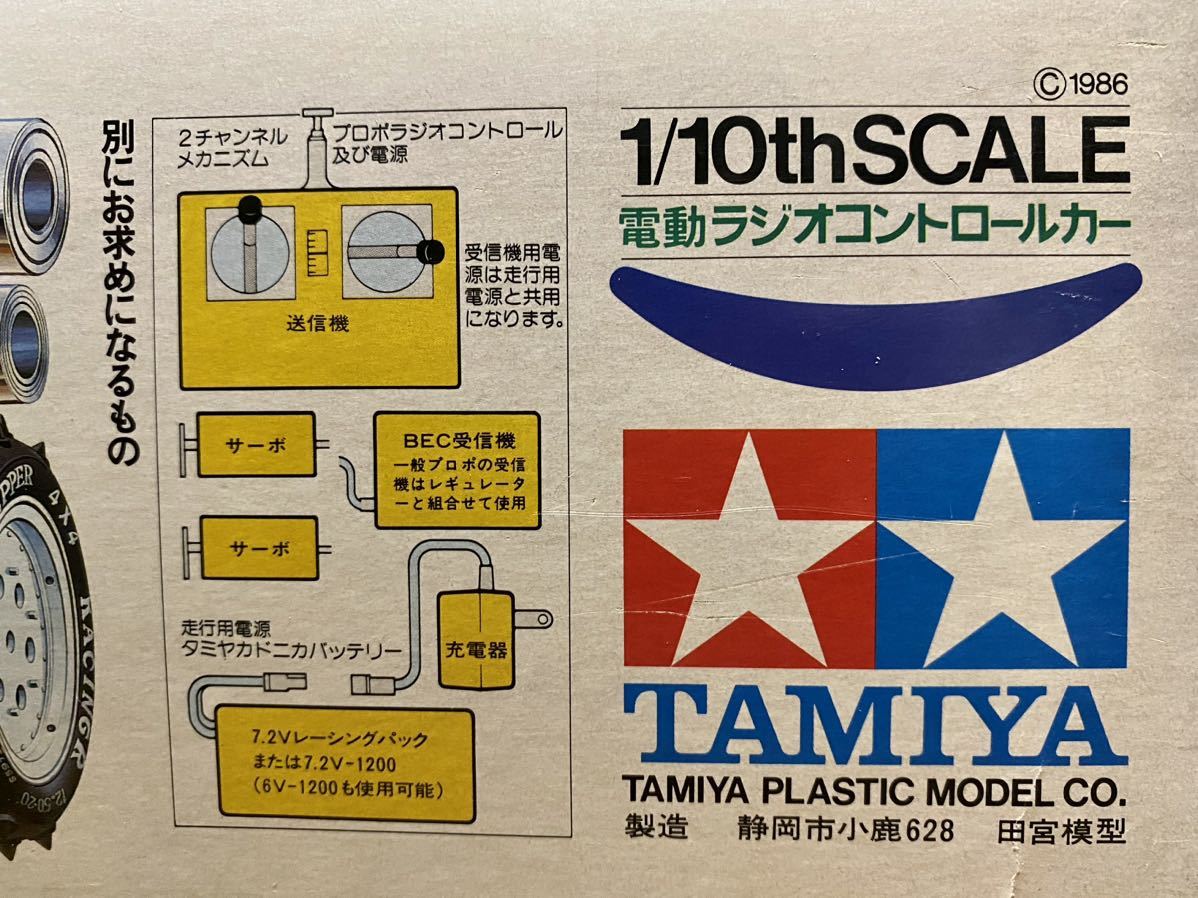 別にお求めになるもの
2チャンネル
メカニズム
プロポラジオコントロール
及び電源
受信機用電
源は走行用
電源と共用
になります。
送信機
サーボ
BEC受信機
一般プロポの受信
機はレギュレータ
ーと組合せて使用
サーボ
充電器
走行用電源
タミヤカドニカバッテリー
7.2Vレーシングパック
または7.2V-1200
(6V-1200も使用可能)
PPER 4×4 RACING R
12.50-20
©1986
1/10thSCALE
電動ラジオコントロールカー
TAMIYA
TAMIYA PLASTIC MODEL CO.
製造 静岡市小鹿628 田宮模型